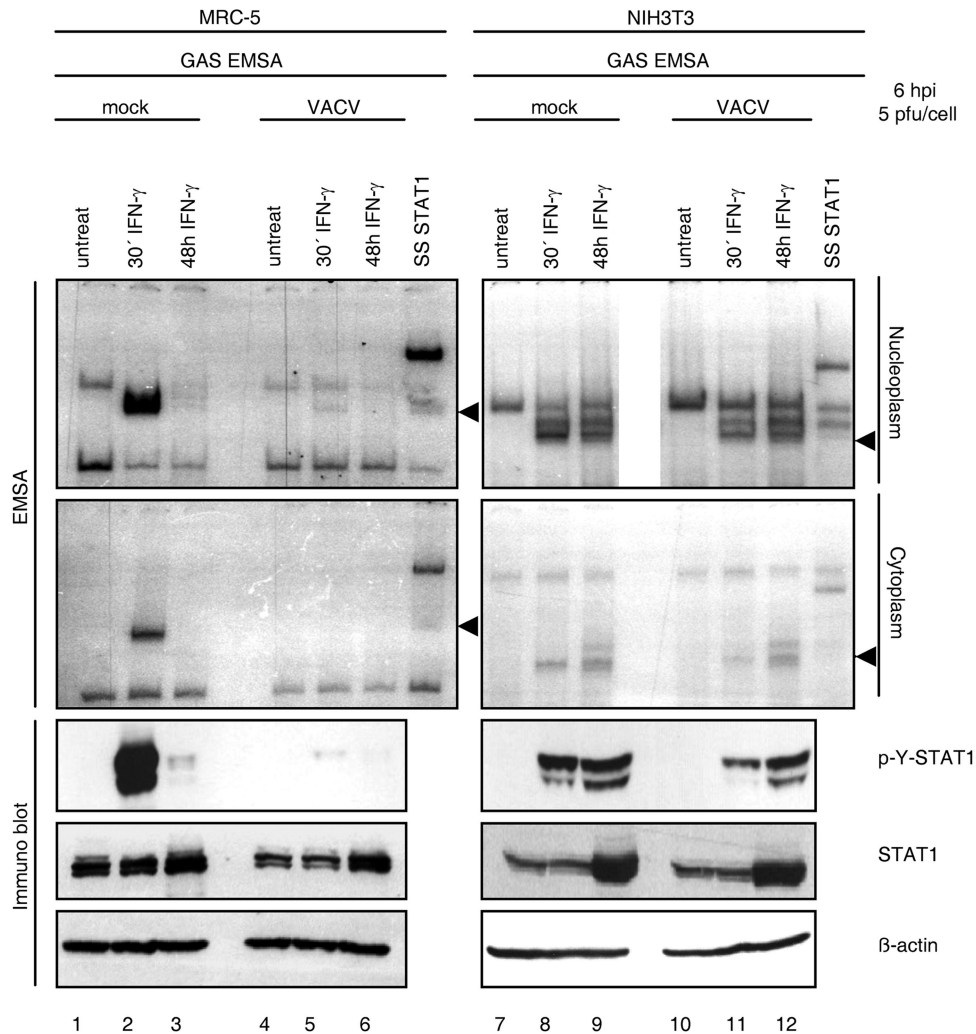 MRC-5 NIH3T3
GAS EMSA GAS EMSA
6 hpi
mock VACV mock VACV 5 pfu/cell
untreat 30´ IFN-γ 48h IFN-γ untreat 30´ IFN-γ 48h IFN-γ SS STAT1 untreat 30´ IFN-γ 48h IFN-γ untreat 30´ IFN-γ 48h IFN-γ SS STAT1
EMSA
Nucleoplasm
Cytoplasm
Immuno blot
p-Y-STAT1
STAT1
ß-actin
1 2 3 4 5 6 7 8 9 10 11 12